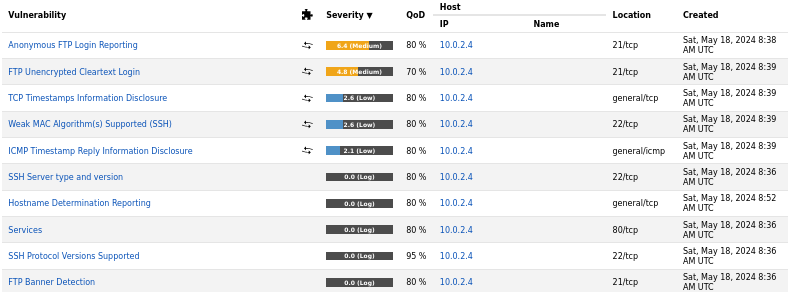 Vulnerability Severity ▼ QoD Host Location Created
IP Name
Anonymous FTP Login Reporting 6.4 (Medium) 80 % 10.0.2.4 21/tcp Sat, May 18, 2024 8:38
AM UTC
FTP Unencrypted Cleartext Login 4.8 (Medium) 70 % 10.0.2.4 21/tcp Sat, May 18, 2024 8:39
AM UTC
TCP Timestamps Information Disclosure 2.6 (Low) 80 % 10.0.2.4 general/tcp Sat, May 18, 2024 8:39
AM UTC
Weak MAC Algorithm(s) Supported (SSH) 2.6 (Low) 80 % 10.0.2.4 22/tcp Sat, May 18, 2024 8:39
AM UTC
ICMP Timestamp Reply Information Disclosure 2.1 (Low) 80 % 10.0.2.4 general/icmp Sat, May 18, 2024 8:39
AM UTC
SSH Server type and version 0.0 (Log) 80 % 10.0.2.4 22/tcp Sat, May 18, 2024 8:36
AM UTC
Hostname Determination Reporting 0.0 (Log) 80 % 10.0.2.4 general/tcp Sat, May 18, 2024 8:52
AM UTC
Services 0.0 (Log) 80 % 10.0.2.4 80/tcp Sat, May 18, 2024 8:36
AM UTC
SSH Protocol Versions Supported 0.0 (Log) 95 % 10.0.2.4 22/tcp Sat, May 18, 2024 8:36
AM UTC
FTP Banner Detection 0.0 (Log) 80 % 10.0.2.4 21/tcp Sat, May 18, 2024 8:36
AM UTC